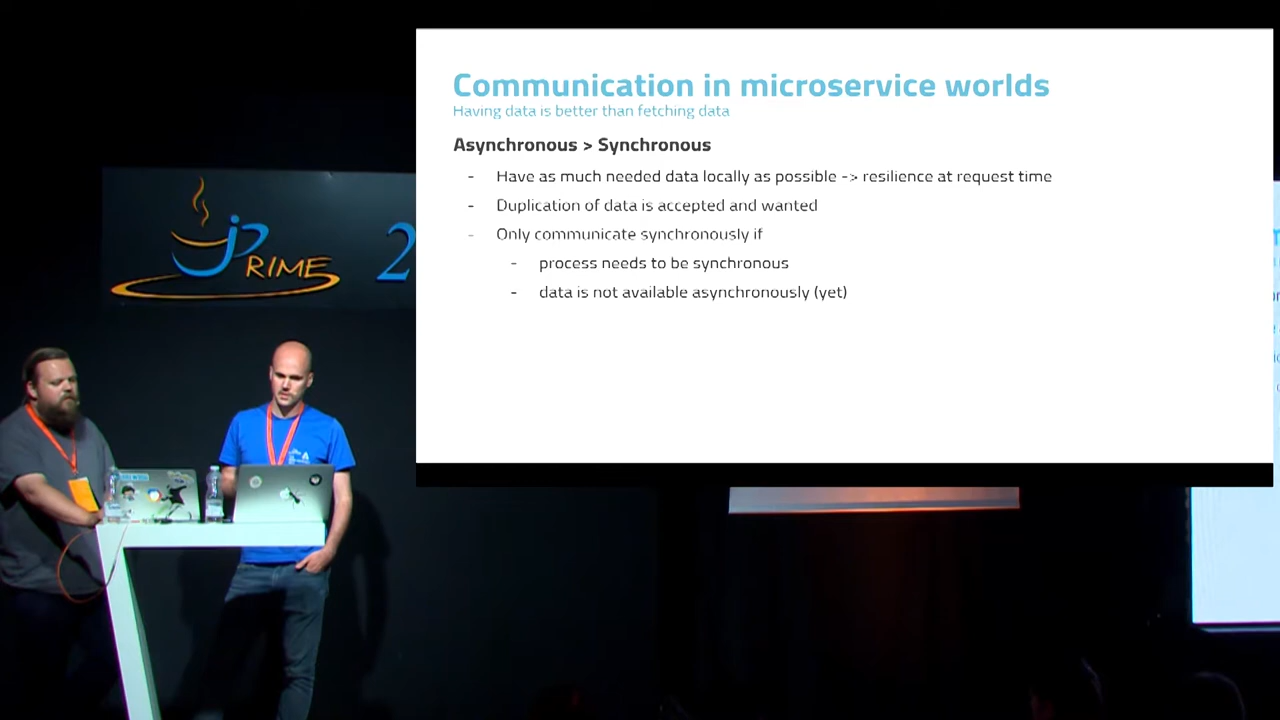 Communication in microservice worlds
Having data is better than fetching data
Asynchronous > Synchronous
- Have as much needed data locally as possible -> resilience at request time
- Duplication of data is accepted and wanted
- Only communicate synchronously if
- process needs to be synchronous
- data is not available asynchronously (yet)
jPRIME 2